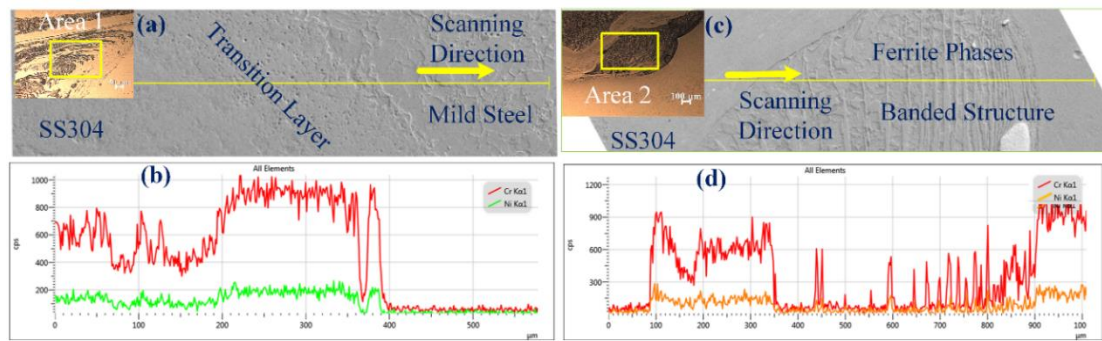 Area 1
(a)
Scanning
Direction
Transition Layer
SS304
Mild Steel
(c)
Ferrite Phases
Area 2
100 μm
Scanning
Direction
Banded Structure
SS304
(b)
All Elements
Cr Kα1
Ni Kα1
cps
1000
800
600
400
200
0 100 200 300 400 500
μm
(d)
All Elements
Cr Kα1
Ni Kα1
cps
1200
900
600
300
0 100 200 300 400 500 600 700 800 900 1 000
μm